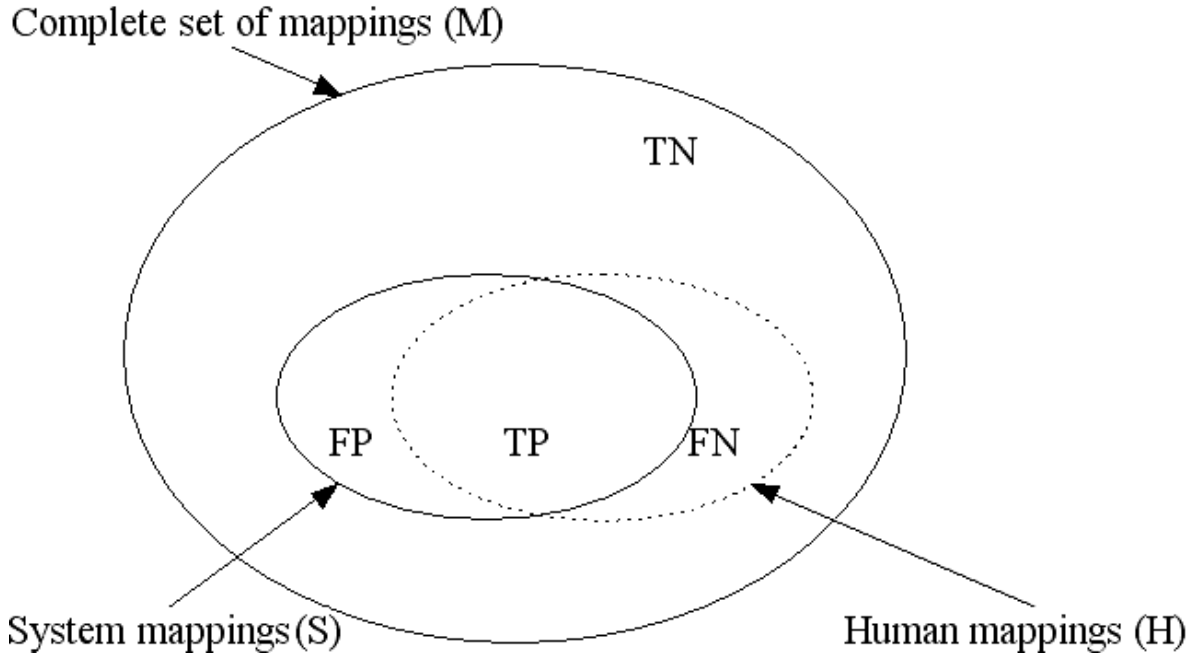 Complete set of mappings (M)
TN
FP
TP
FN
System mappings (S)
Human mappings (H)